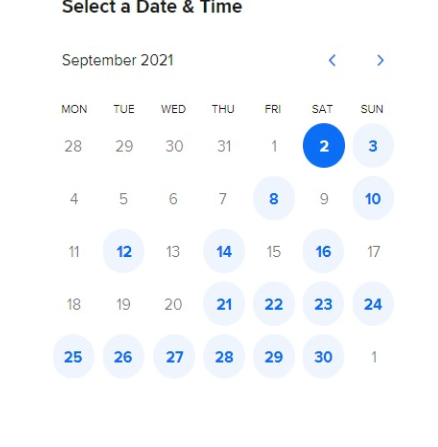 Select a Date & Time
September 2021
MON TUE WED THU FRI SAT SUN
28 29 30 31 1 2 3
4 5 6 7 8 9 10
11 12 13 14 15 16 17
18 19 20 21 22 23 24
25 26 27 28 29 30 1